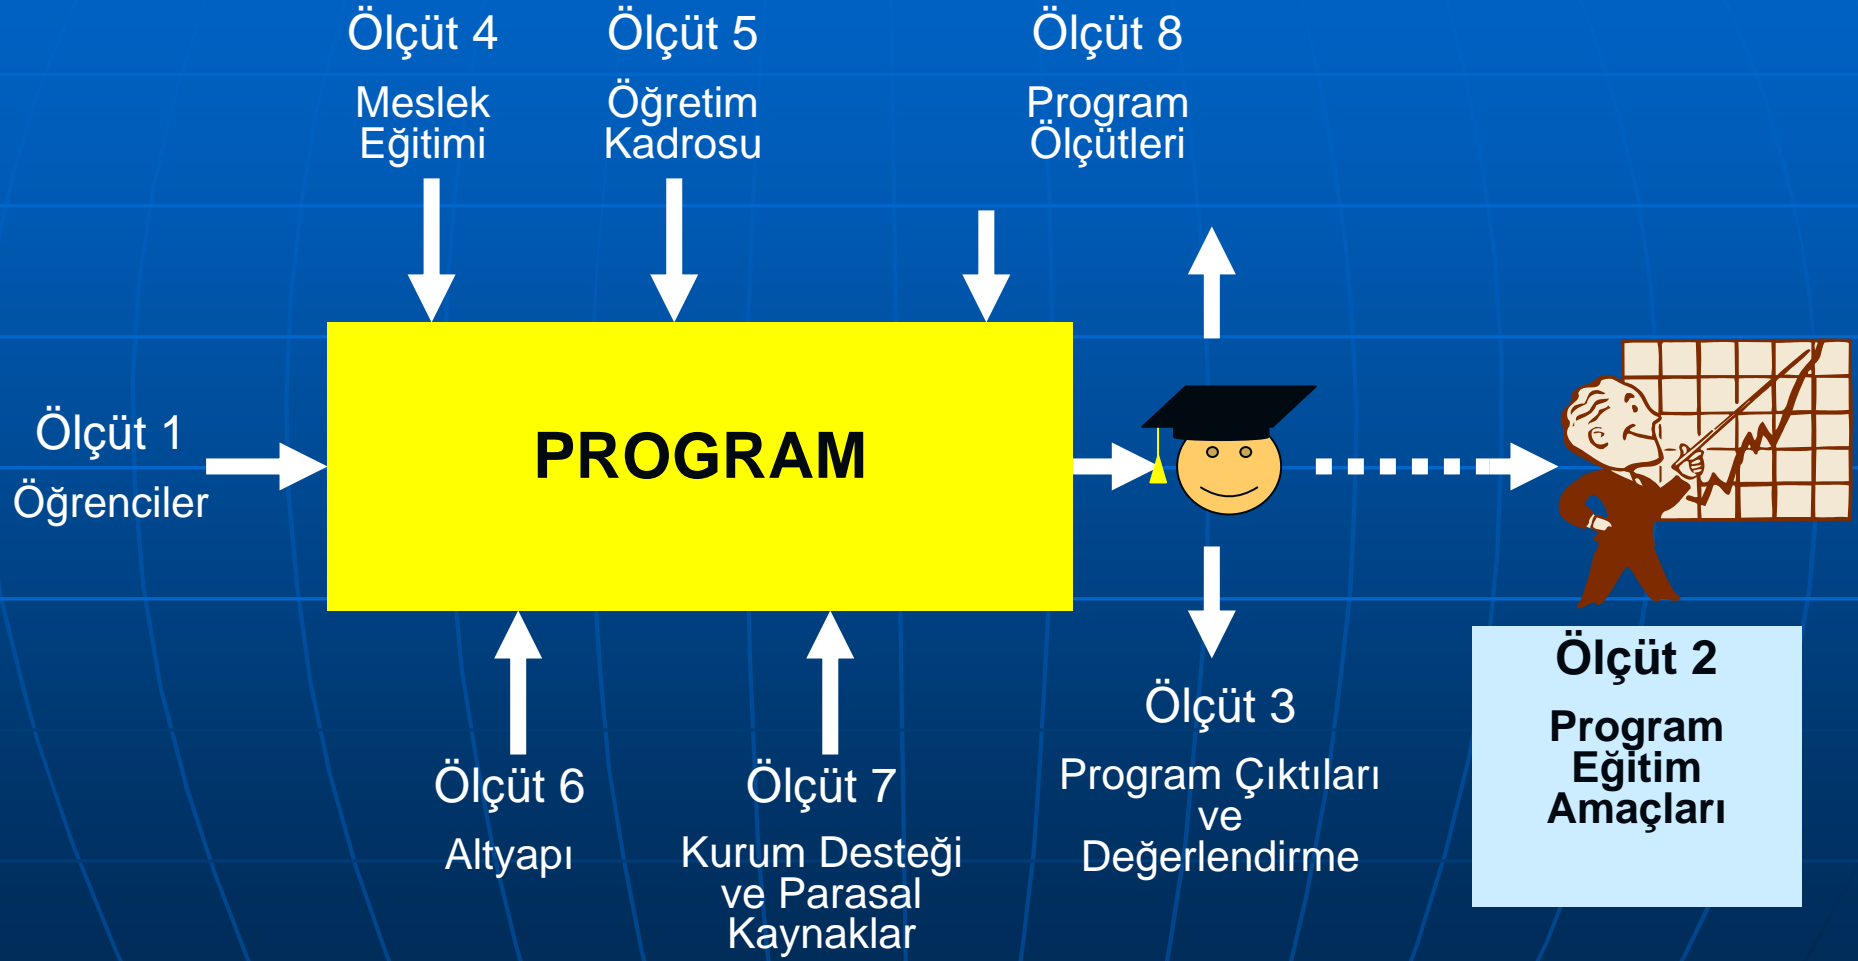 Ölçüt 4
Meslek
Eğitimi
Ölçüt 5
Öğretim
Kadrosu
Ölçüt 8
Program
Ölçütleri
Ölçüt 1
Öğrenciler
PROGRAM
Ölçüt 6
Altyapı
Ölçüt 7
Kurum Desteği
ve Parasal
Kaynaklar
Ölçüt 3
Program Çıktıları
ve
Değerlendirme
Ölçüt 2
Program
Eğitim
Amaçları